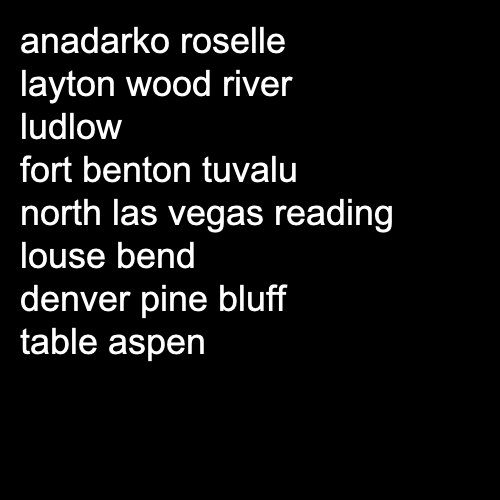 anadarko roselle
layton wood river
ludlow
fort benton tuvalu
north las vegas reading
louse bend
denver pine bluff
table aspen